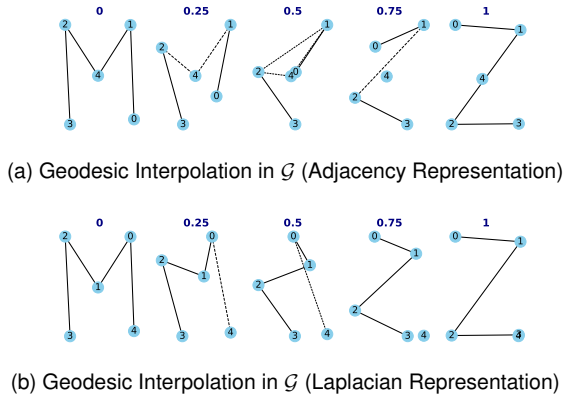 0 0.25 0.5 0.75 1
2 1 1 1 1 0 1
2 0
4 4 2 4 0 4 4
0 2
3 0 3 3 3 2 3
(a) Geodesic Interpolation in 𝒢 (Adjacency Representation)
0 0.25 0.5 0.75 1
2 0 0 0 0 0 1
2 1 1
1 1 2
2
3 4 3 4 3 4 3 4 2
(b) Geodesic Interpolation in 𝒢 (Laplacian Representation)